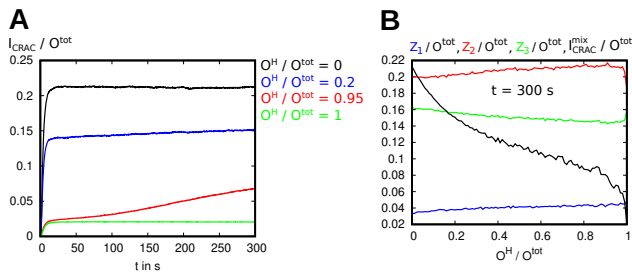 A
I_CRAC / O^tot
O^H / O^tot = 0
O^H / O^tot = 0.2
O^H / O^tot = 0.95
O^H / O^tot = 1
0.25
0.2
0.15
0.1
0.05
0
0 50 100 150 200 250 300
t in s
B
Z_1 / O^tot, Z_2 / O^tot, Z_3 / O^tot, I_CRAC^mix / O^tot
t = 300 s
0.22
0.2
0.18
0.16
0.14
0.12
0.1
0.08
0.06
0.04
0.02
0 0.2 0.4 0.6 0.8 1
O^H / O^tot